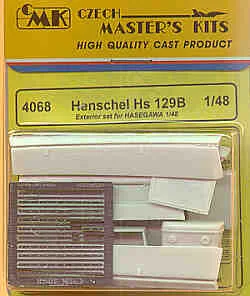 CMK
CZECH
MASTER'S KITS
HIGH QUALITY CAST PRODUCT
4068 Hanschel Hs 129B 1/48
Exterior set for HASEGAWA 1/48